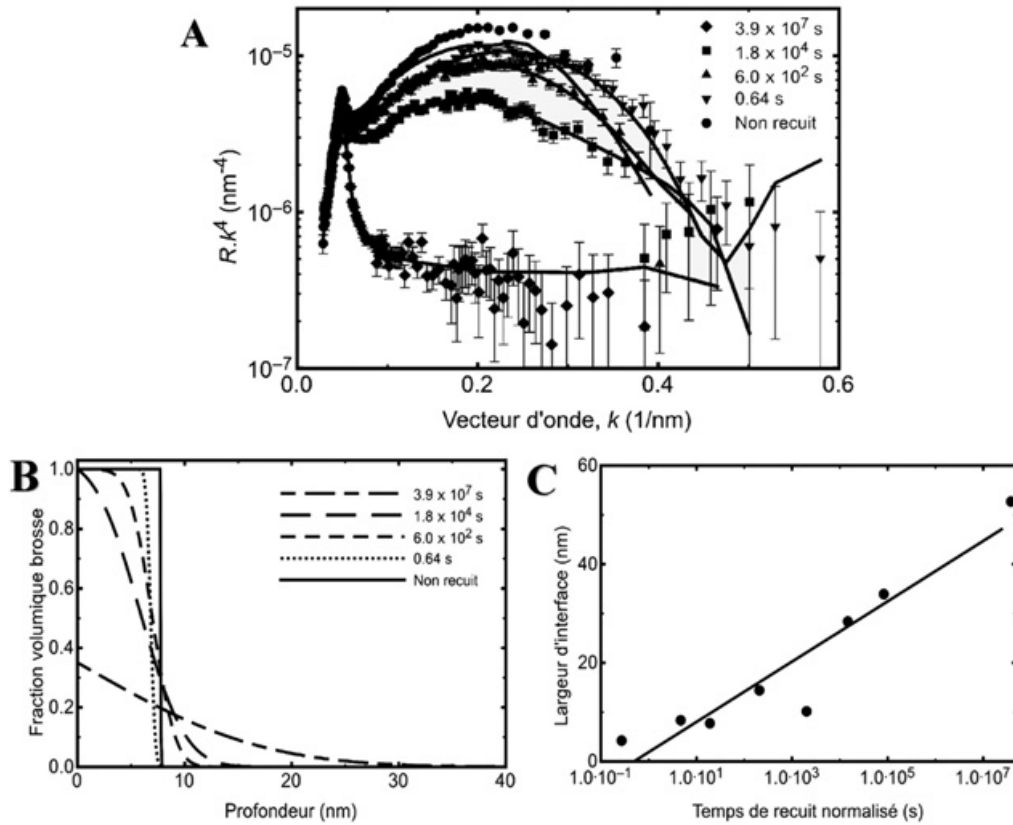 A
R.k⁴ (nm⁻⁴)
10⁻⁵
10⁻⁶
10⁻⁷
3.9 x 10⁷ s
1.8 x 10⁴ s
6.0 x 10² s
0.64 s
Non recuit
0.0 0.2 0.4 0.6
Vecteur d'onde, k (1/nm)
B
Fraction volumique brosse
1.0
0.8
0.6
0.4
0.2
0.0
3.9 x 10⁷ s
1.8 x 10⁴ s
6.0 x 10² s
0.64 s
Non recuit
0 10 20 30 40
Profondeur (nm)
C
Largeur d'interface (nm)
60
40
20
0
1.0·10⁻¹ 1.0·10¹ 1.0·10³ 1.0·10⁵ 1.0·10⁷
Temps de recuit normalisé (s)